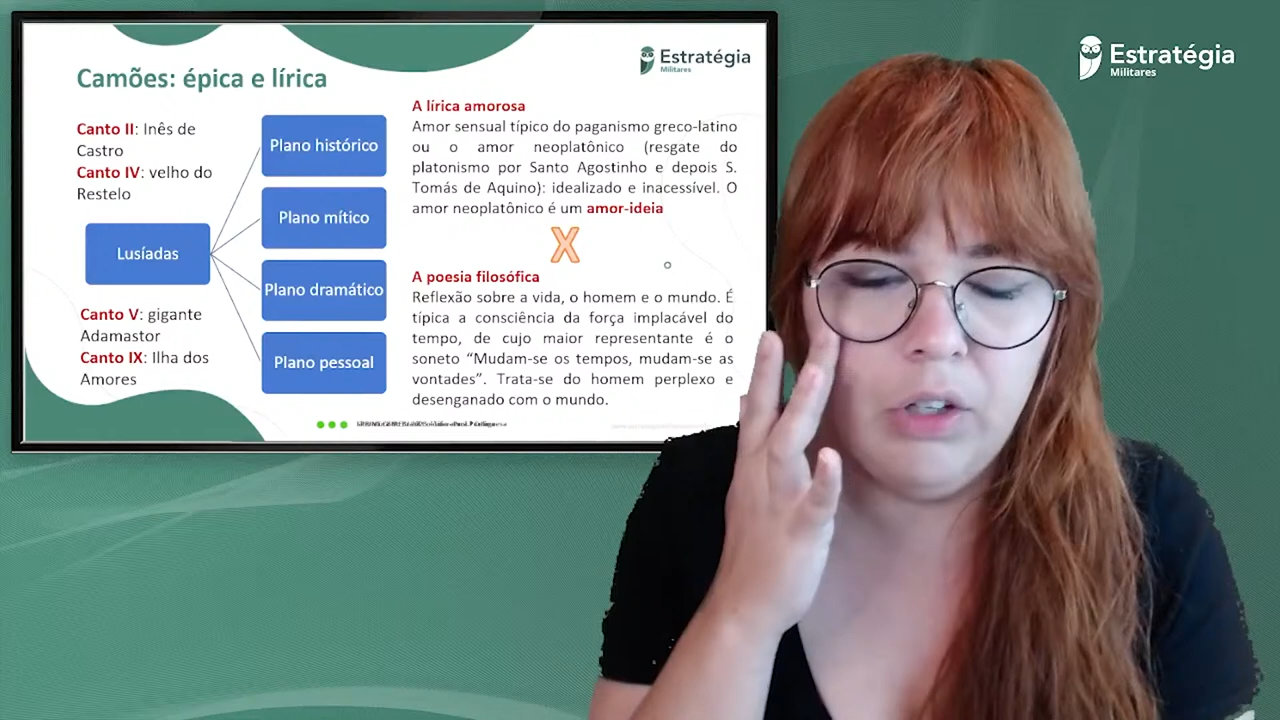 Camões: épica e lírica
Estratégia
Militares
Canto II: Inês de
Castro
Canto IV: velho do
Restelo
Lusíadas
Canto V: gigante
Adamastor
Canto IX: Ilha dos
Amores
Plano histórico
Plano mítico
Plano dramático
Plano pessoal
A lírica amorosa
Amor sensual típico do paganismo greco-latino
ou o amor neoplatônico (resgate do
platonismo por Santo Agostinho e depois S.
Tomás de Aquino): idealizado e inacessível. O
amor neoplatônico é um amor-ideia
X
A poesia filosófica
Reflexão sobre a vida, o homem e o mundo. É
típica a consciência da força implacável do
tempo, de cujo maior representante é o
soneto “Mudam-se os tempos, mudam-se as
vontades”. Trata-se do homem perplexo e
desenganado com o mundo.
Estratégia
Militares